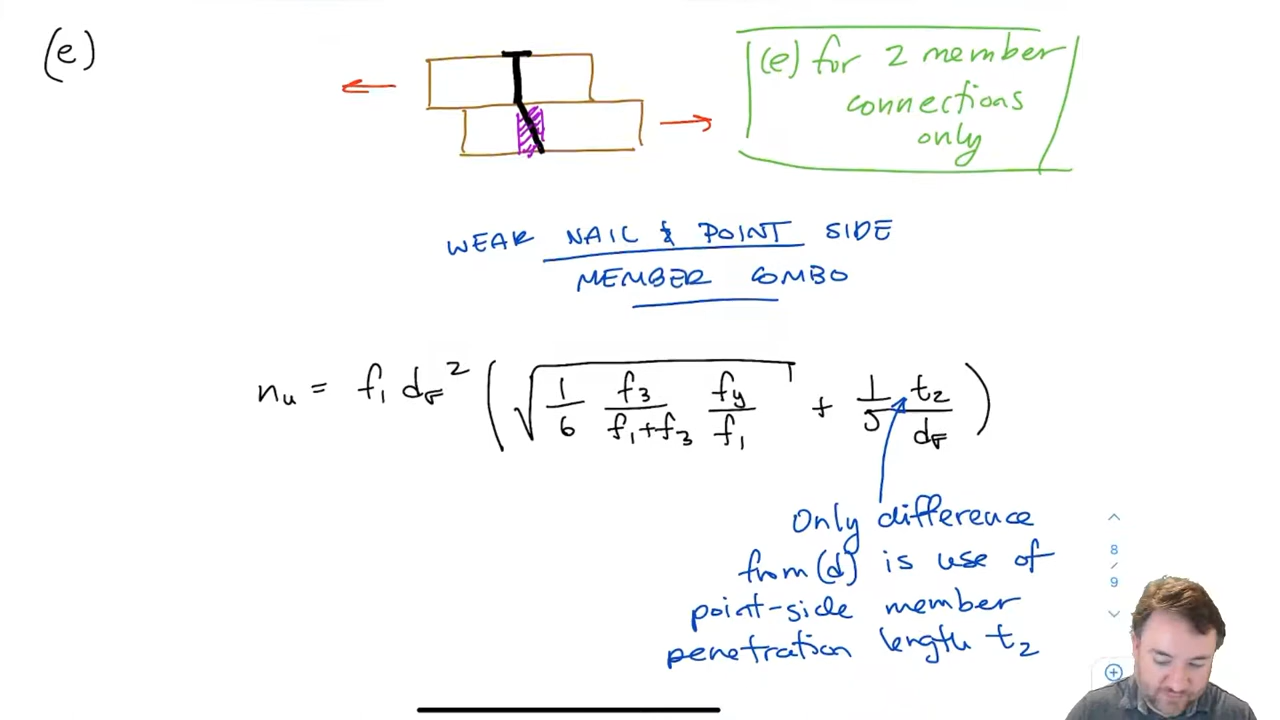 (e)
(e) for 2 member
connections
only
WEAK NAIL & POINT SIDE
MEMBER COMBO
n_u = f_1 d_F^2 ( √(1/6 f_3/(f_1+f_3) f_y/f_1) + 1/5 t_2/d_F )
Only difference
from (d) is use of
point-side member
penetration length t_2
8
/
9